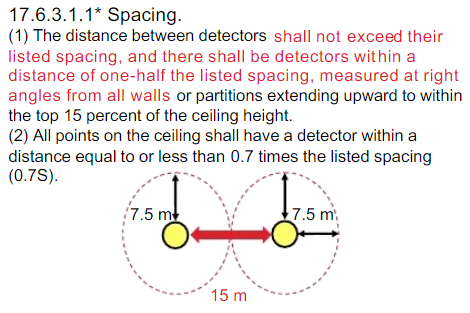 17.6.3.1.1* Spacing.
(1) The distance between detectors shall not exceed their
listed spacing, and there shall be detectors within a
distance of one-half the listed spacing, measured at right
angles from all walls or partitions extending upward to within
the top 15 percent of the ceiling height.
(2) All points on the ceiling shall have a detector within a
distance equal to or less than 0.7 times the listed spacing
(0.7S).
7.5 m 7.5 m
15 m